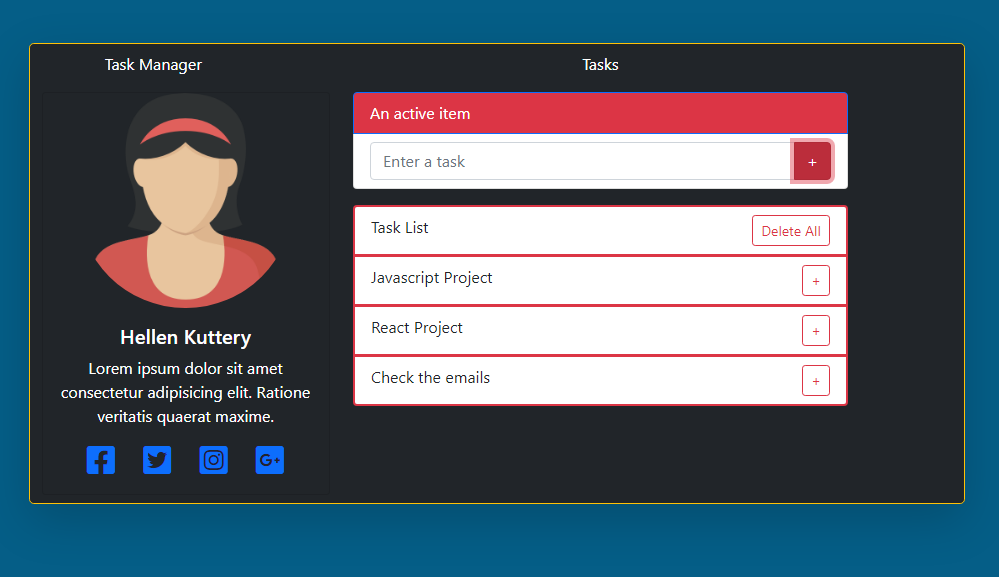 Task Manager
Tasks
Hellen Kuttery
Lorem ipsum dolor sit amet
consectetur adipisicing elit. Ratione
veritatis quaerat maxime.
G+
An active item
Enter a task
+
Task List
Delete All
Javascript Project
+
React Project
+
Check the emails
+